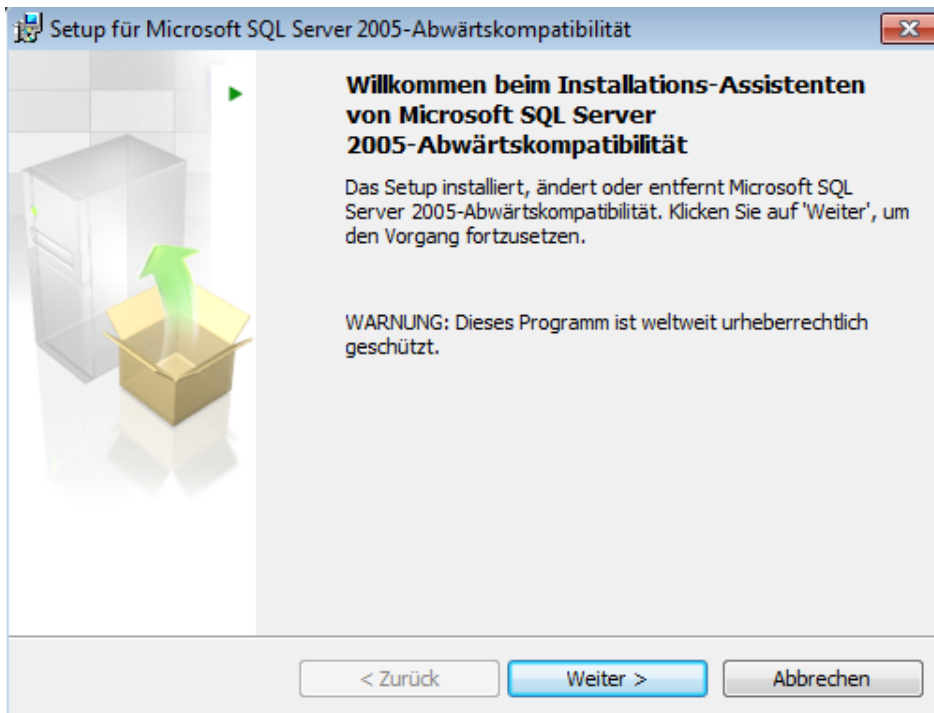 Setup für Microsoft SQL Server 2005-Abwärtskompatibilität
Willkommen beim Installations-Assistenten
von Microsoft SQL Server
2005-Abwärtskompatibilität
Das Setup installiert, ändert oder entfernt Microsoft SQL
Server 2005-Abwärtskompatibilität. Klicken Sie auf 'Weiter', um
den Vorgang fortzusetzen.
WARNUNG: Dieses Programm ist weltweit urheberrechtlich
geschützt.
< Zurück
Weiter >
Abbrechen